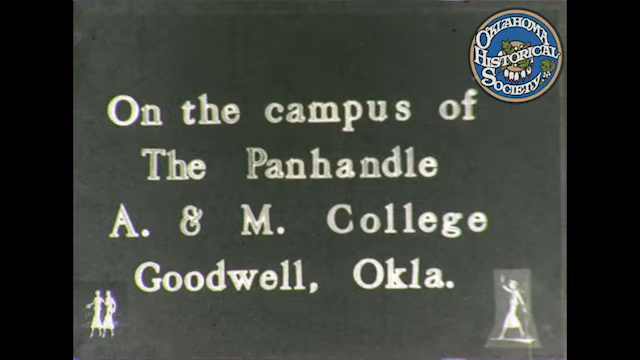 OKLAHOMA
HISTORICAL
SOCIETY
On the campus of
The Panhandle
A. & M. College
Goodwell, Okla.